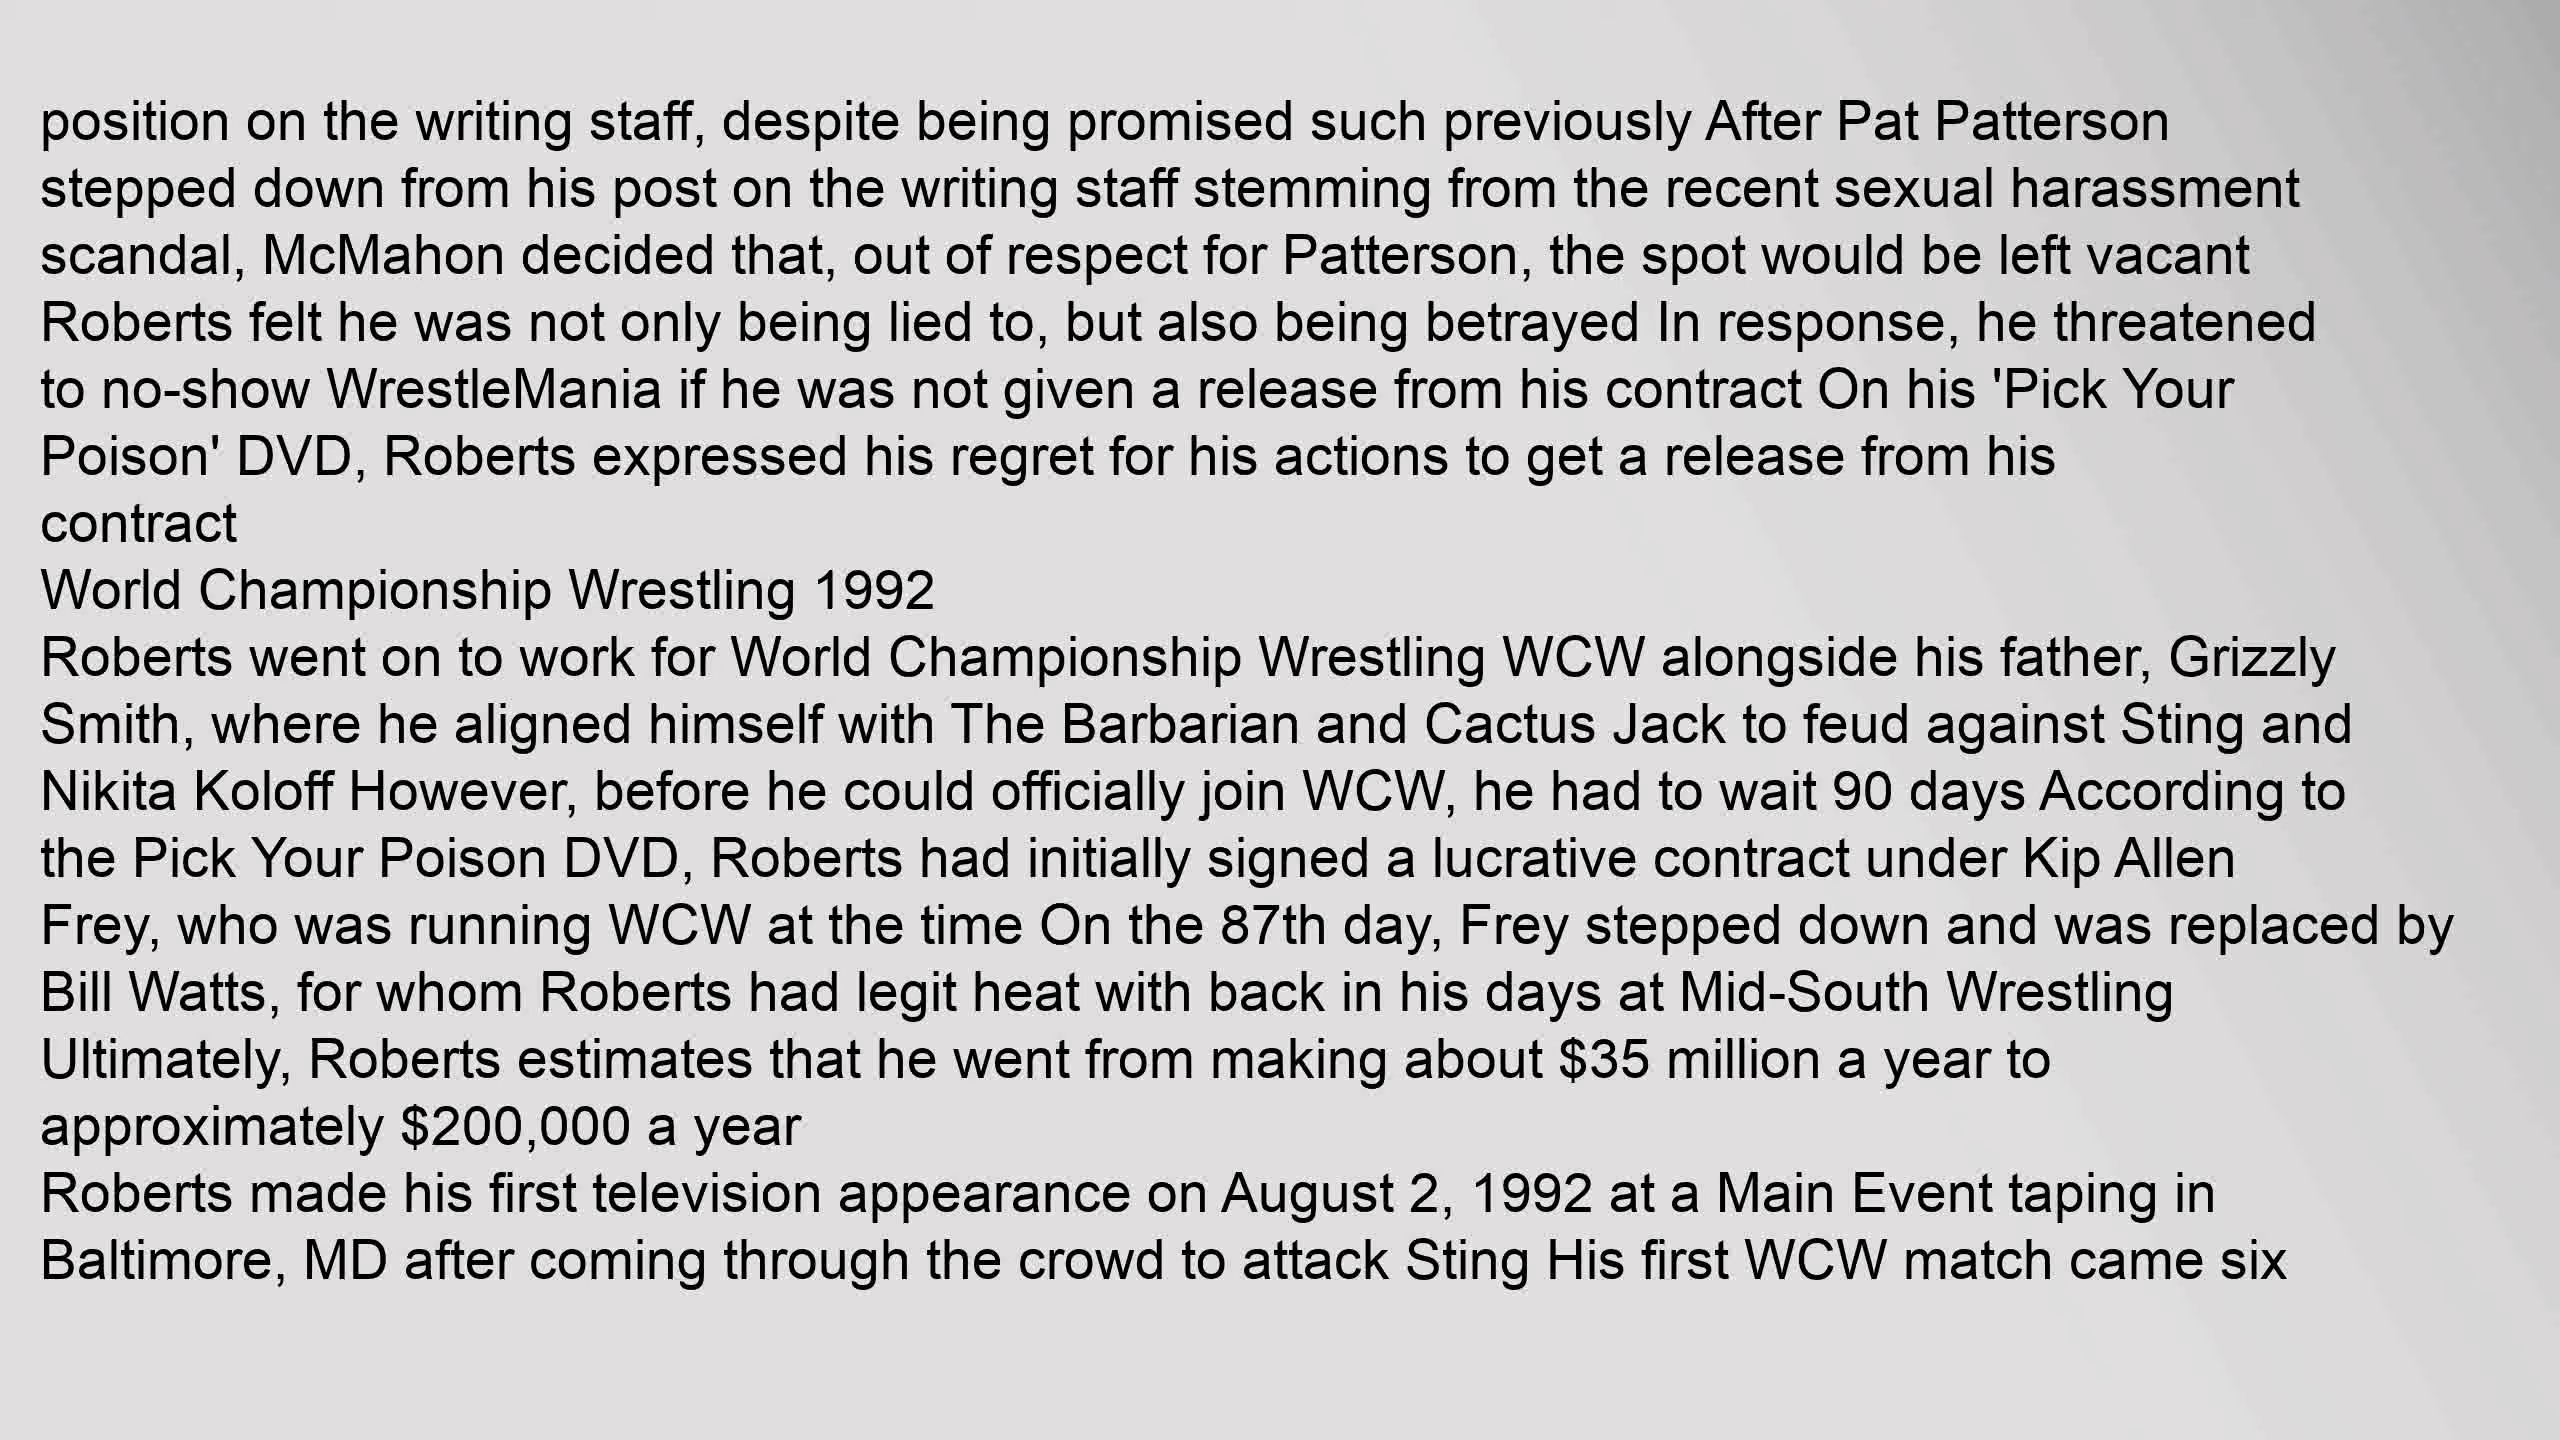 position on the writing staff, despite being promised such previously After Pat Patterson
stepped down from his post on the writing staff stemming from the recent sexual harassment
scandal, McMahon decided that, out of respect for Patterson, the spot would be left vacant
Roberts felt he was not only being lied to, but also being betrayed In response, he threatened
to no-show WrestleMania if he was not given a release from his contract On his 'Pick Your
Poison' DVD, Roberts expressed his regret for his actions to get a release from his
contract
World Championship Wrestling 1992
Roberts went on to work for World Championship Wrestling WCW alongside his father, Grizzly
Smith, where he aligned himself with The Barbarian and Cactus Jack to feud against Sting and
Nikita Koloff However, before he could officially join WCW, he had to wait 90 days According to
the Pick Your Poison DVD, Roberts had initially signed a lucrative contract under Kip Allen
Frey, who was running WCW at the time On the 87th day, Frey stepped down and was replaced by
Bill Watts, for whom Roberts had legit heat with back in his days at Mid-South Wrestling
Ultimately, Roberts estimates that he went from making about $35 million a year to
approximately $200,000 a year
Roberts made his first television appearance on August 2, 1992 at a Main Event taping in
Baltimore, MD after coming through the crowd to attack Sting His first WCW match came six